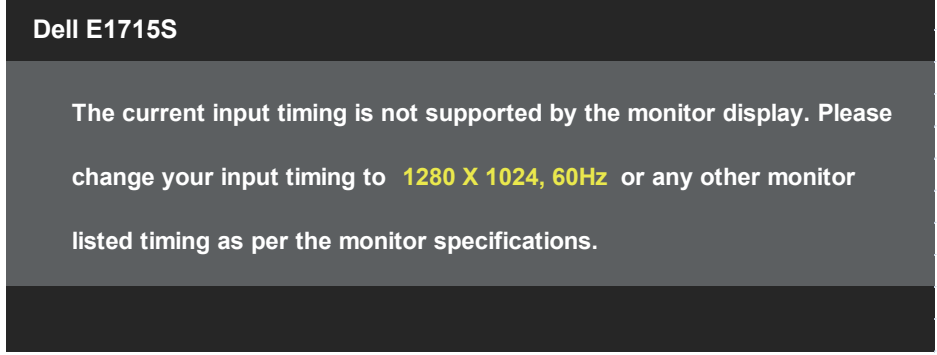 Dell E1715S
The current input timing is not supported by the monitor display. Please
change your input timing to 1280 X 1024, 60Hz or any other monitor
listed timing as per the monitor specifications.